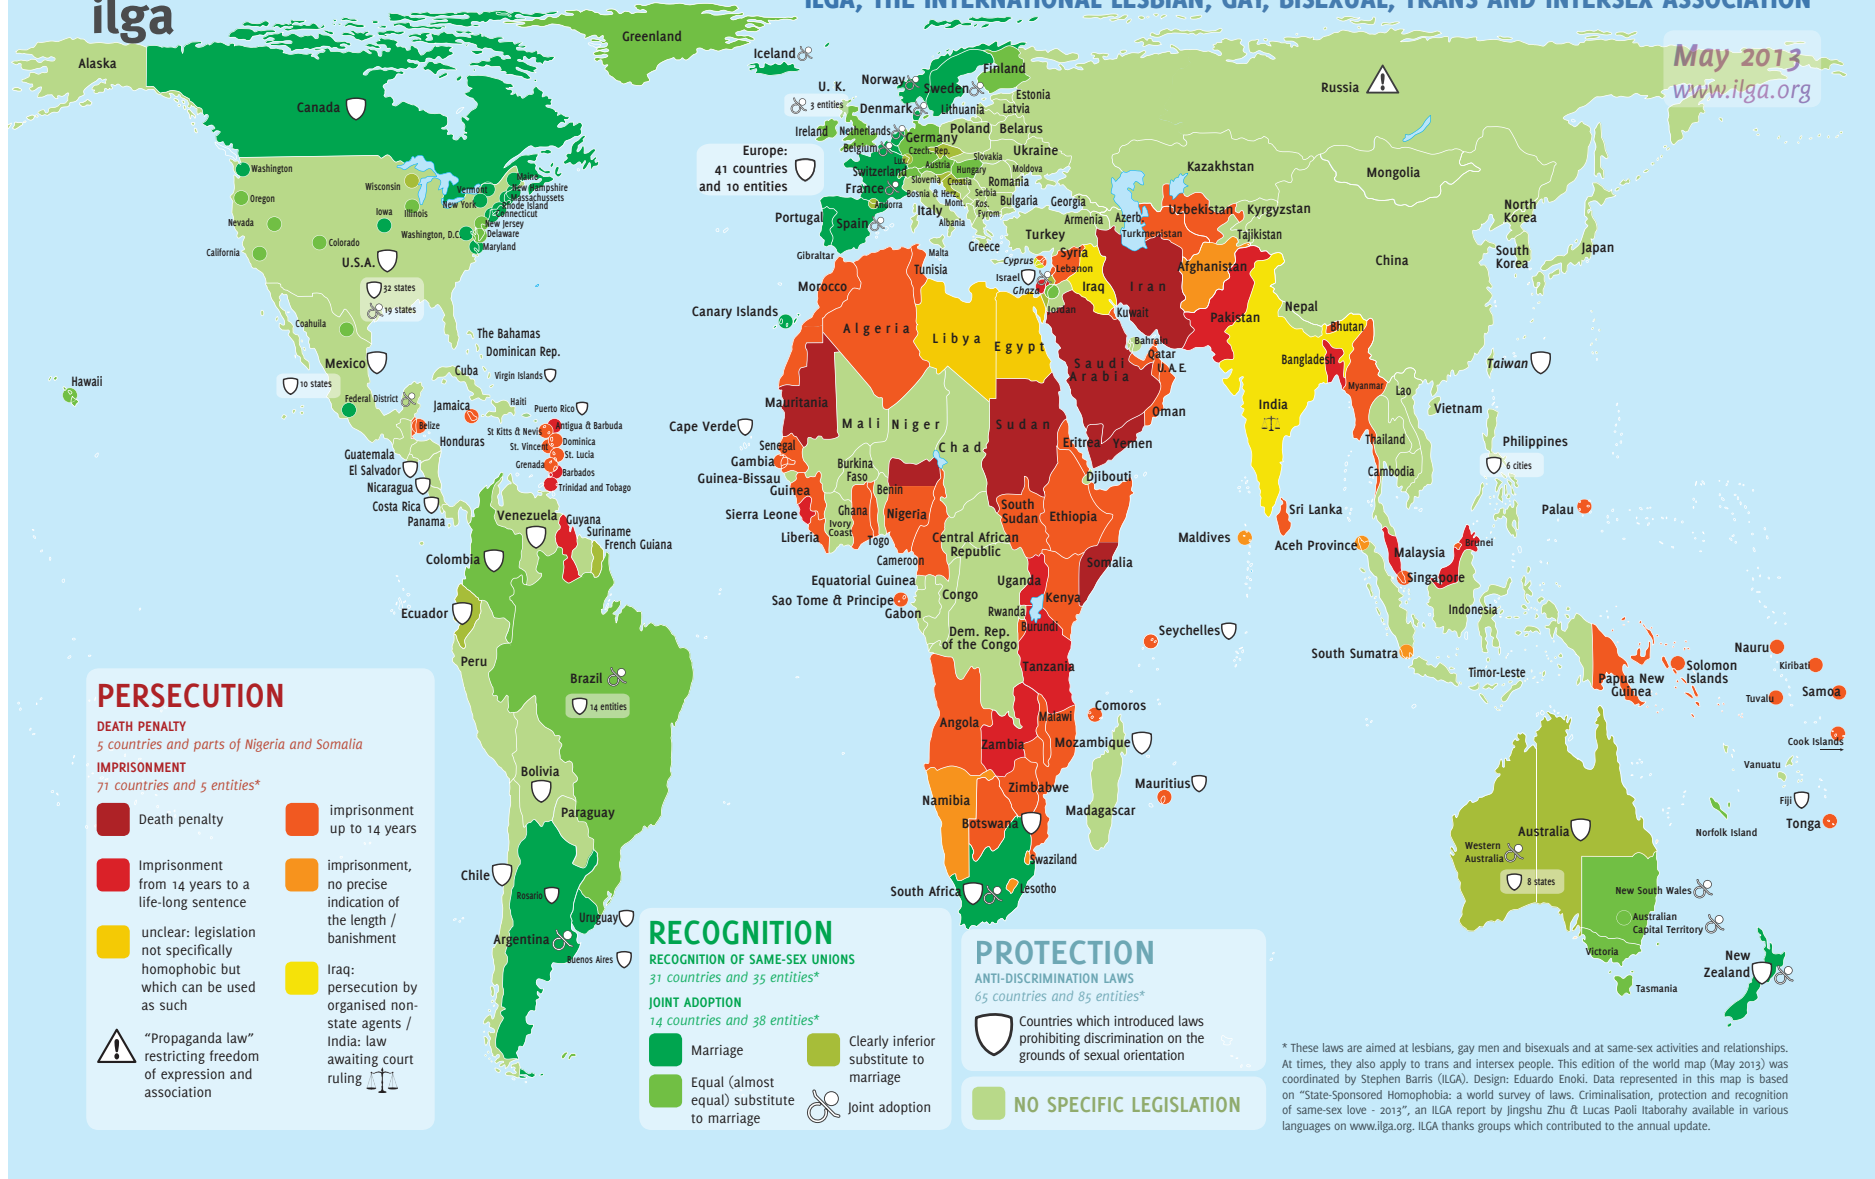 ilga
ILGA, THE INTERNATIONAL LESBIAN, GAY, BISEXUAL, TRANS AND INTERSEX ASSOCIATION
May 2013
www.ilga.org
Alaska
Canada
Greenland
Iceland
Norway
Sweden
Finland
Russia
U. K.
3 entities
Denmark
Estonia
Latvia
Lithuania
Ireland
Netherlands
Poland
Belarus
Germany
Belgium
Czech. Rep.
Ukraine
Lux.
Slovakia
Austria
Switzerland
Hungary
Moldova
Slovenia
Croatia
Romania
France
Bosnia & Herz.
Serbia
Andorra
Mont.
Kos.
Bulgaria
Georgia
Italy
Fyrom
Portugal
Spain
Albania
Armenia
Azerb.
Turkey
Greece
Gibraltar
Malta
Cyprus
Europe:
41 countries
and 10 entities
Kazakhstan
Mongolia
Uzbekistan
Kyrgyzstan
Turkmenistan
Tajikistan
North
Korea
South
Korea
Japan
China
Washington
Oregon
Nevada
California
Colorado
Wisconsin
Iowa
Illinois
Vermont
New York
Maine
New Hampshire
Massachussets
Rhode Island
Connecticut
New Jersey
Delaware
Washington, D.C.
Maryland
U.S.A.
32 states
19 states
Coahuila
Mexico
10 states
Federal District
Hawaii
The Bahamas
Dominican Rep.
Cuba
Virgin Islands
Haiti
Puerto Rico
Jamaica
Belize
Honduras
St Kitts & Nevis
Antigua & Barbuda
Dominica
St. Vincent
St. Lucia
Grenada
Barbados
Trinidad and Tobago
Guatemala
El Salvador
Nicaragua
Costa Rica
Panama
Venezuela
Guyana
Suriname
French Guiana
Colombia
Ecuador
Peru
Brazil
14 entities
Bolivia
Paraguay
Chile
Rosario
Uruguay
Argentina
Buenos Aires
Canary Islands
Morocco
Tunisia
Algeria
Libya
Egypt
Syria
Lebanon
Israel
Ghaza
Jordan
Iraq
Iran
Kuwait
Bahrain
Qatar
U.A.E.
Saudi
Arabia
Oman
Yemen
Afghanistan
Pakistan
Nepal
Bhutan
Bangladesh
India
Myanmar
Lao
Vietnam
Thailand
Cambodia
Taiwan
Philippines
6 cities
Palau
Sri Lanka
Maldives
Aceh Province
Malaysia
Brunei
Singapore
Indonesia
South Sumatra
Timor-Leste
Papua New
Guinea
Solomon
Islands
Nauru
Kiribati
Tuvalu
Samoa
Cook Islands
Vanuatu
Fiji
Tonga
Norfolk Island
Australia
Western
Australia
8 states
New South Wales
Australian
Capital Territory
Victoria
Tasmania
New
Zealand
Mauritania
Mali
Niger
Chad
Sudan
Eritrea
Djibouti
Cape Verde
Senegal
Gambia
Guinea-Bissau
Guinea
Sierra Leone
Liberia
Burkina
Faso
Ivory
Coast
Ghana
Togo
Benin
Nigeria
Cameroon
Central African
Republic
South
Sudan
Ethiopia
Somalia
Equatorial Guinea
Sao Tome & Principe
Gabon
Congo
Dem. Rep.
of the Congo
Uganda
Kenya
Rwanda
Burundi
Tanzania
Seychelles
Angola
Zambia
Malawi
Comoros
Mozambique
Zimbabwe
Mauritius
Madagascar
Namibia
Botswana
Swaziland
Lesotho
South Africa
PERSECUTION
DEATH PENALTY
5 countries and parts of Nigeria and Somalia
IMPRISONMENT
71 countries and 5 entities*
Death penalty
imprisonment
up to 14 years
Imprisonment
from 14 years to a
life-long sentence
imprisonment,
no precise
indication of
the length /
banishment
unclear: legislation
not specifically
homophobic but
which can be used
as such
Iraq:
persecution by
organised non-
state agents /
India: law
awaiting court
ruling
"Propaganda law"
restricting freedom
of expression and
association
RECOGNITION
RECOGNITION OF SAME-SEX UNIONS
31 countries and 35 entities*
JOINT ADOPTION
14 countries and 38 entities*
Marriage
Equal (almost
equal) substitute
to marriage
Clearly inferior
substitute to
marriage
Joint adoption
PROTECTION
ANTI-DISCRIMINATION LAWS
65 countries and 85 entities*
Countries which introduced laws
prohibiting discrimination on the
grounds of sexual orientation
NO SPECIFIC LEGISLATION
* These laws are aimed at lesbians, gay men and bisexuals and at same-sex activities and relationships.
At times, they also apply to trans and intersex people. This edition of the world map (May 2013) was
coordinated by Stephen Barris (ILGA). Design: Eduardo Enoki. Data represented in this map is based
on "State-Sponsored Homophobia: a world survey of laws. Criminalisation, protection and recognition
of same-sex love - 2013", an ILGA report by Jingshu Zhu & Lucas Paoli Itaborahy available in various
languages on www.ilga.org. ILGA thanks groups which contributed to the annual update.